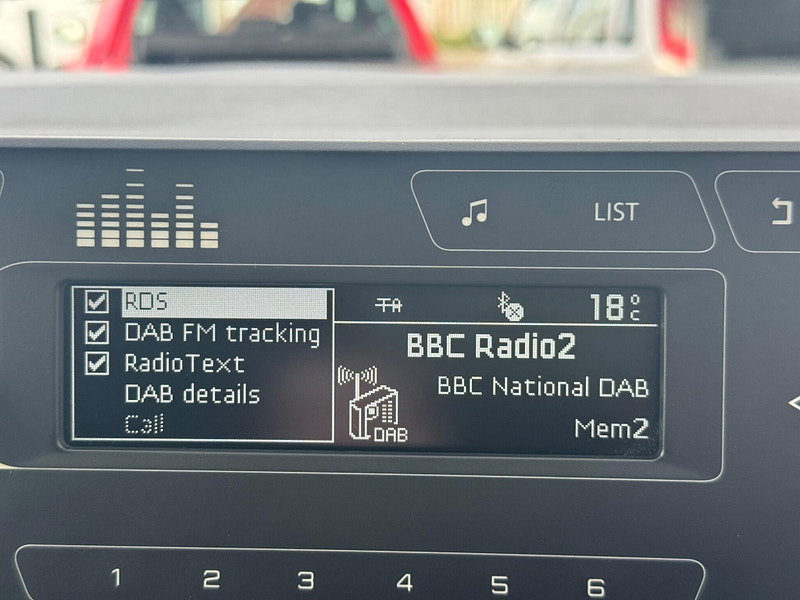 LIST
RDS
DAB FM tracking
RadioText
DAB details
Call
TA
18°c
BBC Radio2
BBC National DAB
DAB
Mem2
1 2 3 4 5 6